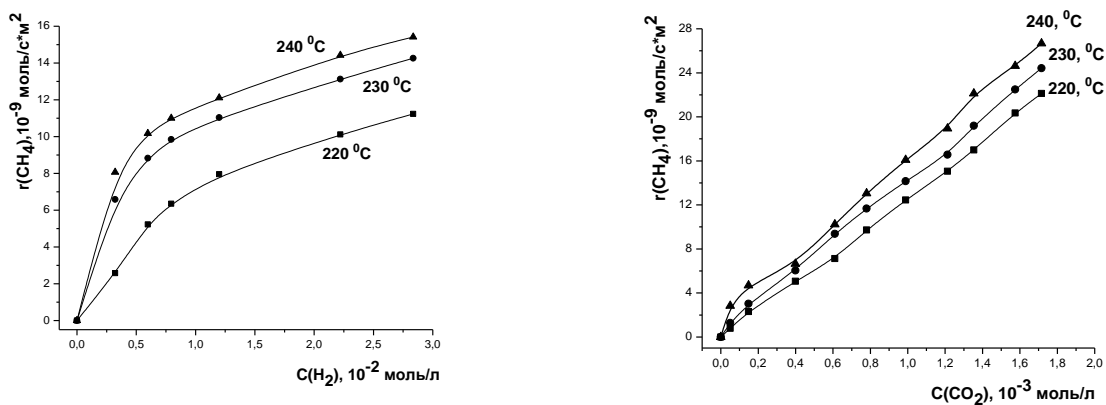 r(CH4),10-9 моль/с*м2
16
14
12
10
8
6
4
2
0
240 0C
230 0C
220 0C
0,0 0,5 1,0 1,5 2,0 2,5 3,0
C(H2), 10-2 моль/л
r(CH4),10-9 моль/с*м2
28
24
20
16
12
8
4
0
240, 0C
230, 0C
220, 0C
0,0 0,2 0,4 0,6 0,8 1,0 1,2 1,4 1,6 1,8 2,0
C(CO2), 10-3 моль/л